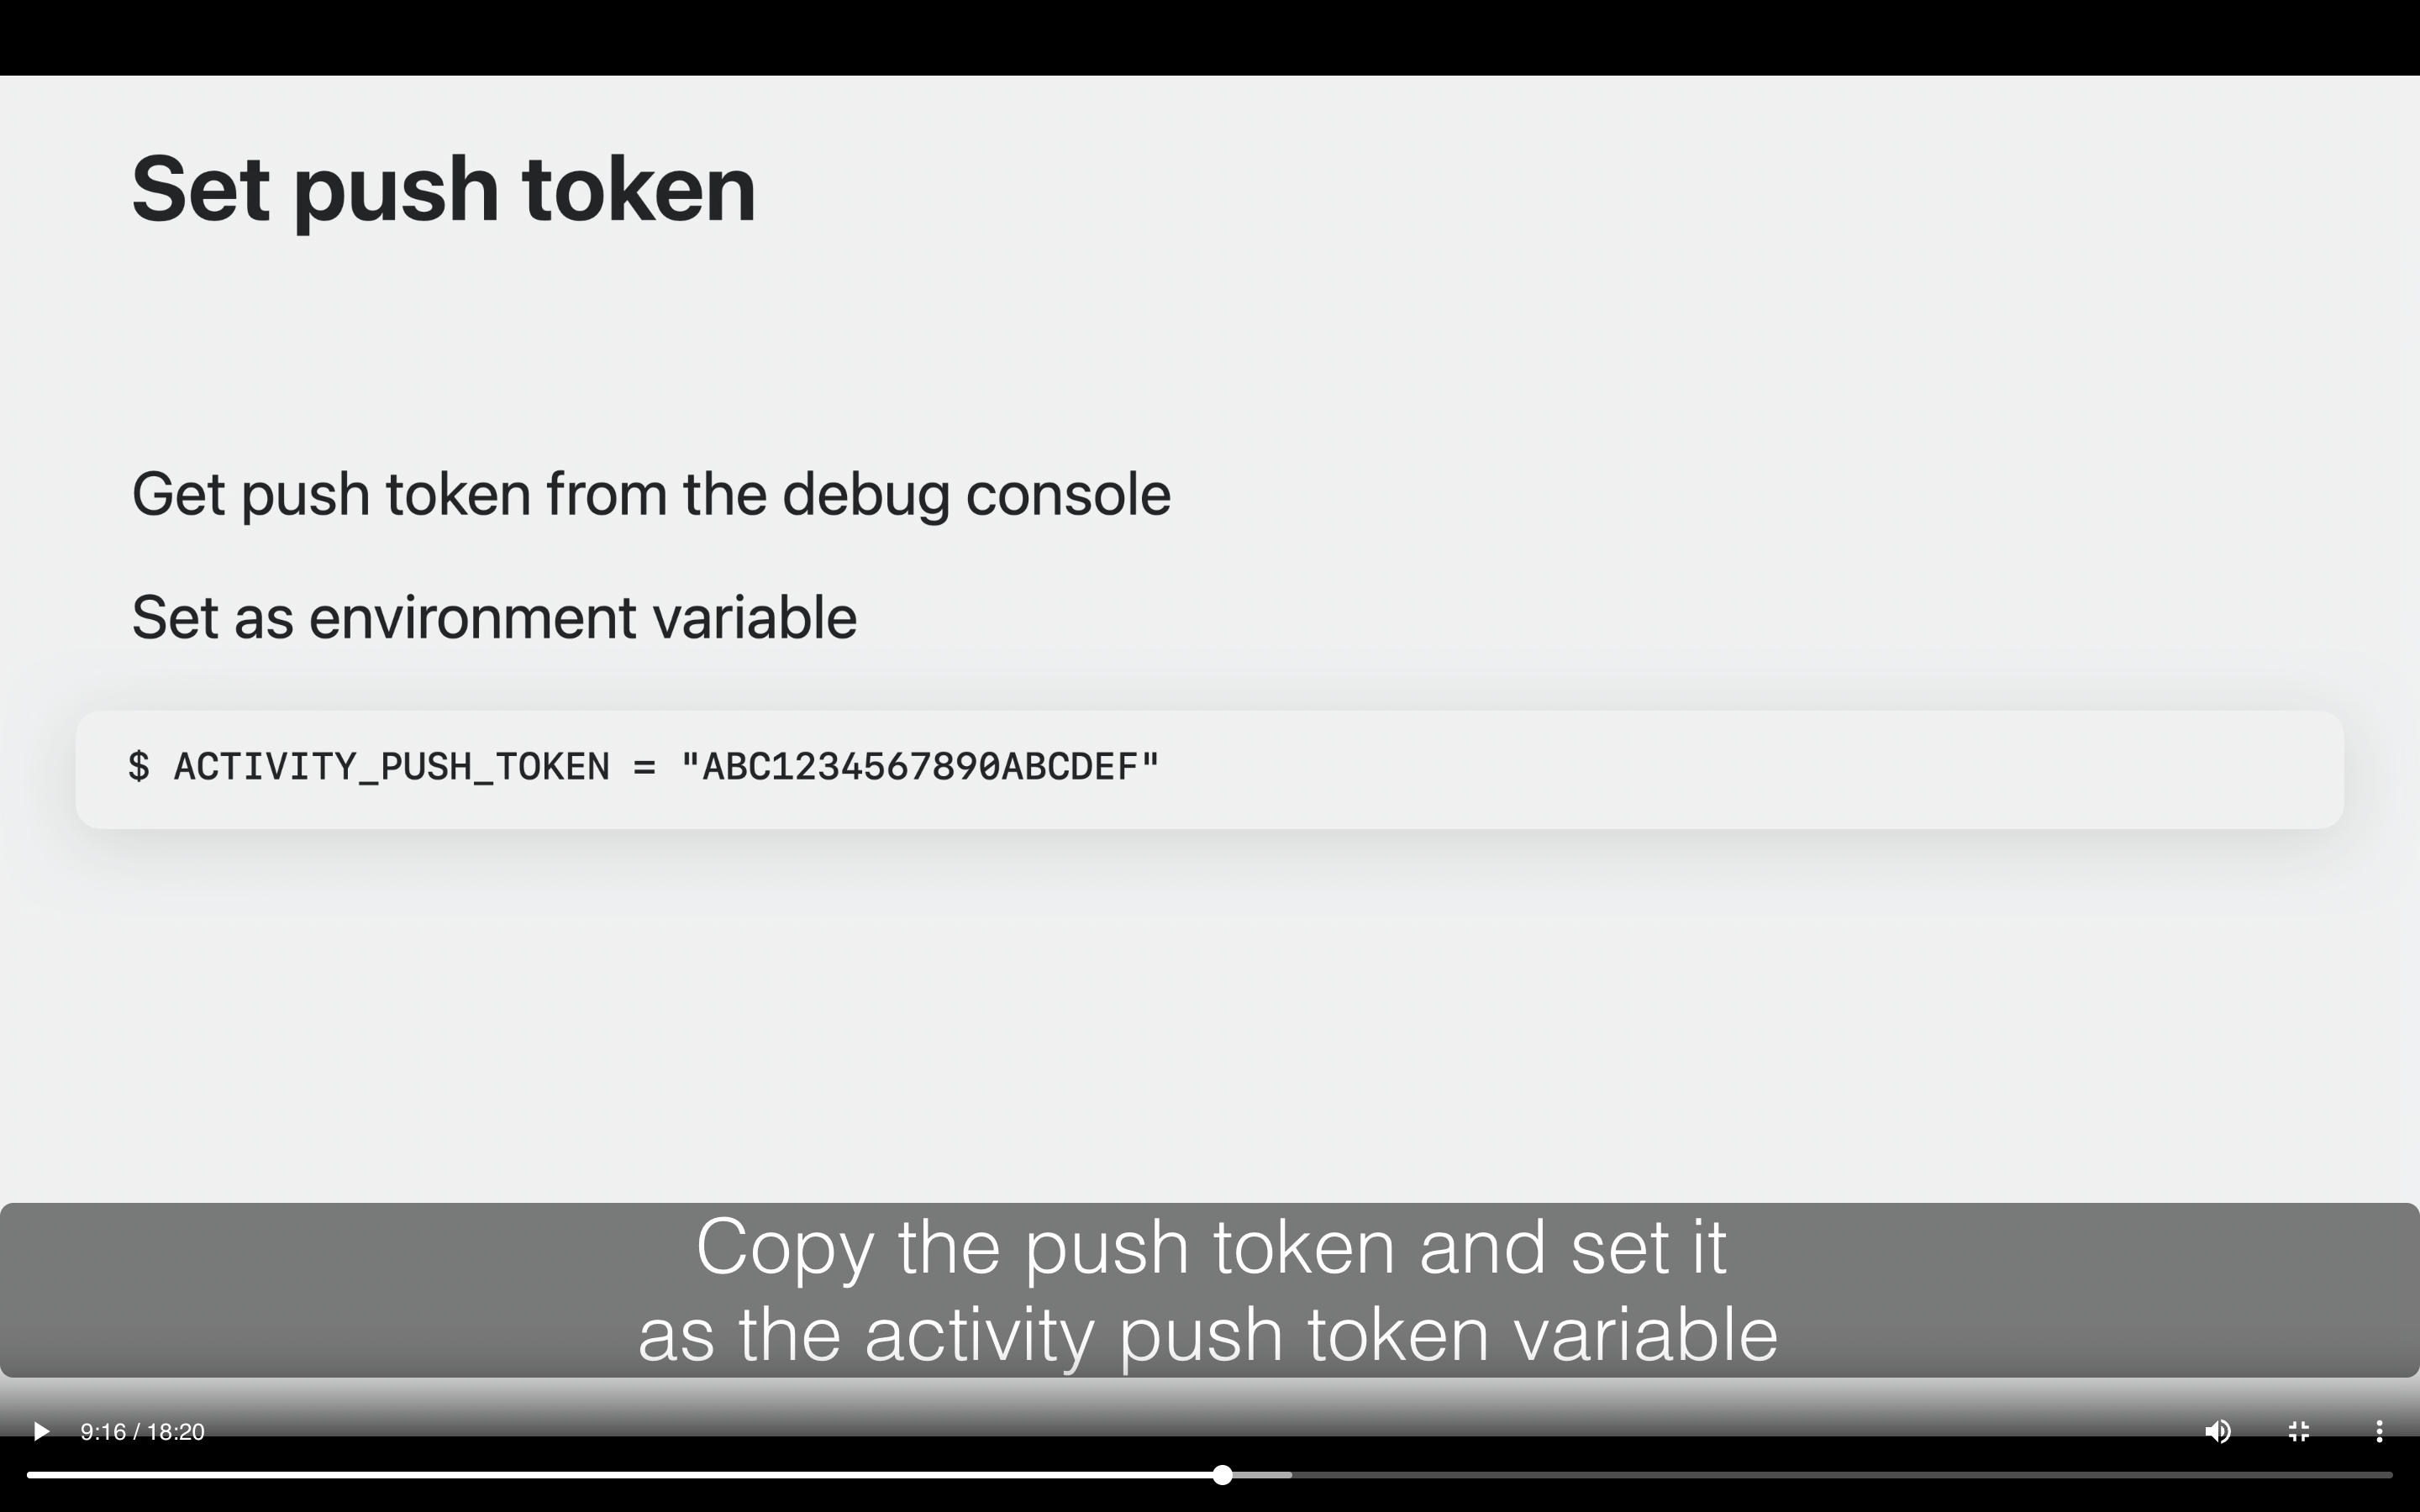 Set push token
Get push token from the debug console
Set as environment variable
$ ACTIVITY_PUSH_TOKEN = "ABC1234567890ABCDEF"
Copy the push token and set it
as the activity push token variable
9:16 / 18:20